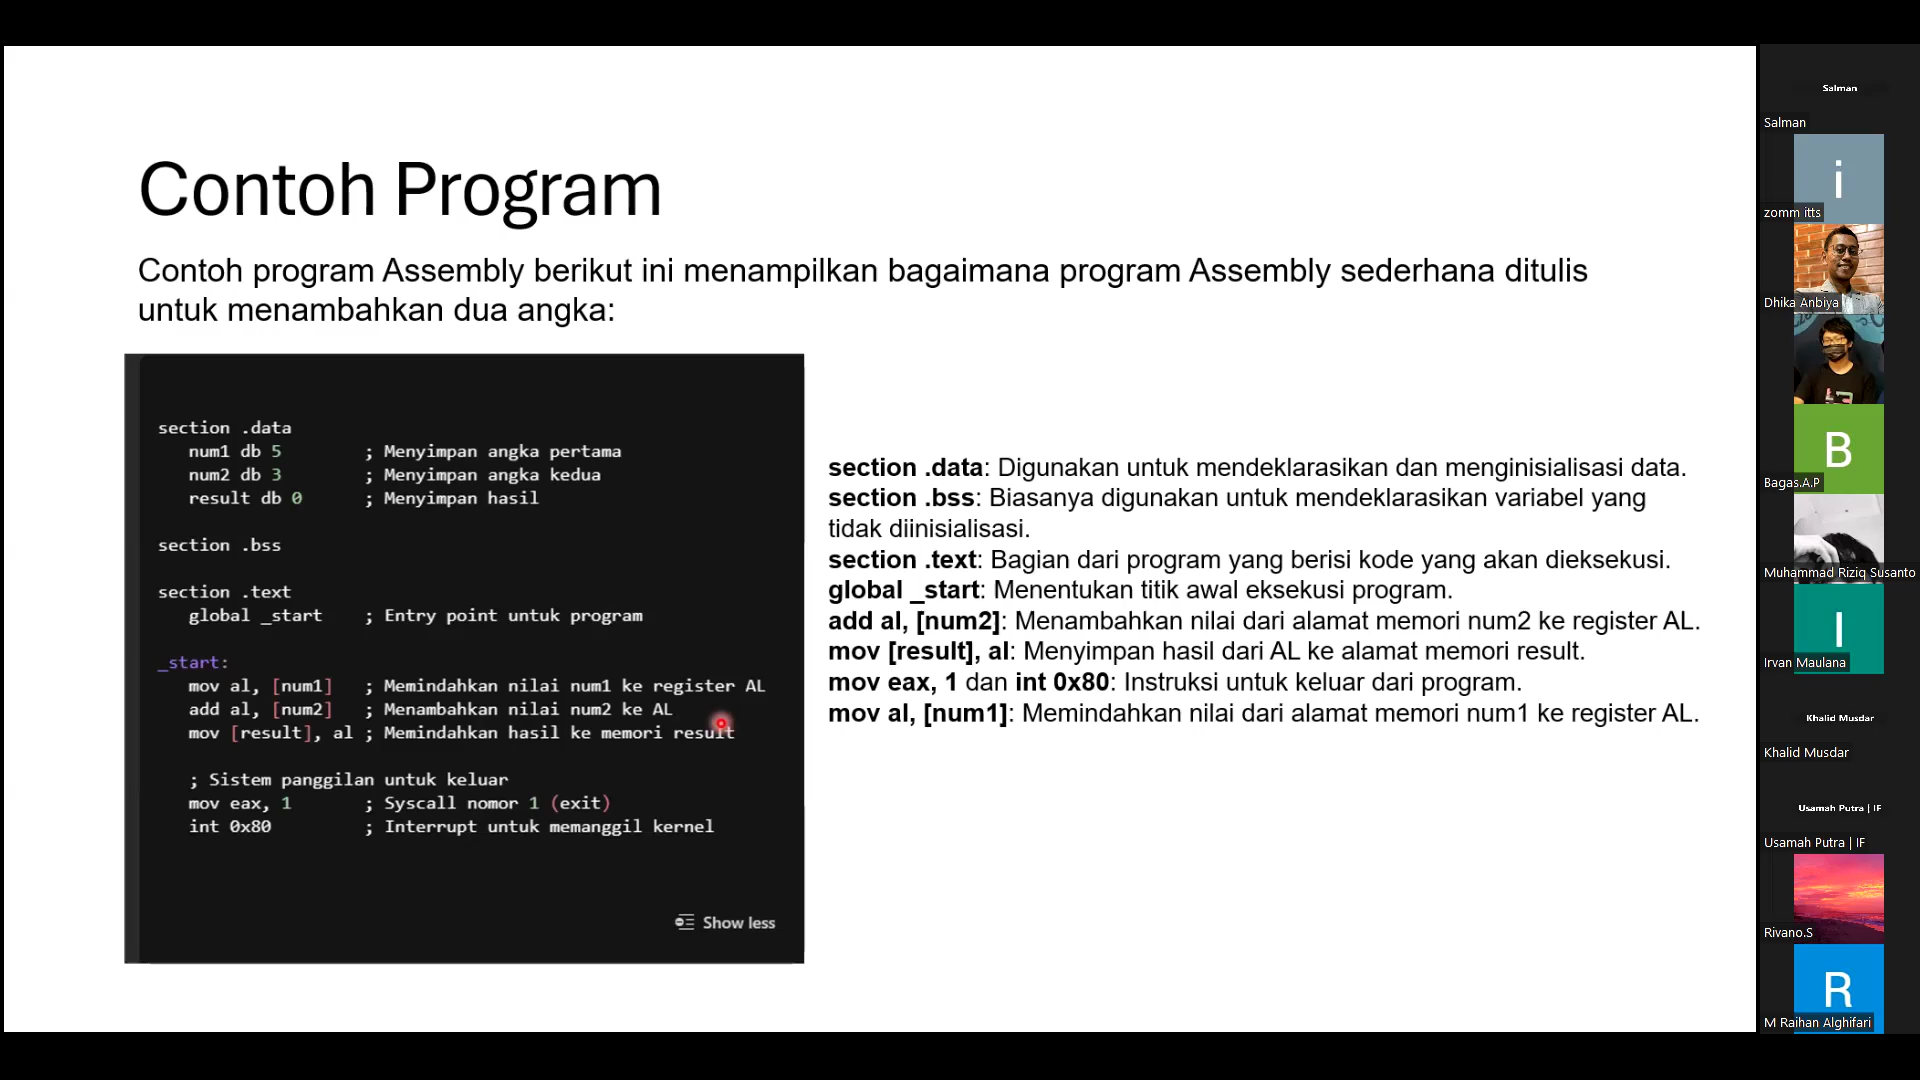 Contoh Program
Contoh program Assembly berikut ini menampilkan bagaimana program Assembly sederhana ditulis
untuk menambahkan dua angka:
section .data
num1 db 5 ; Menyimpan angka pertama
num2 db 3 ; Menyimpan angka kedua
result db 0 ; Menyimpan hasil
section .bss
section .text
global _start ; Entry point untuk program
_start:
mov al, [num1] ; Memindahkan nilai num1 ke register AL
add al, [num2] ; Menambahkan nilai num2 ke AL
mov [result], al ; Memindahkan hasil ke memori result
; Sistem panggilan untuk keluar
mov eax, 1 ; Syscall nomor 1 (exit)
int 0x80 ; Interrupt untuk memanggil kernel
Show less
section .data: Digunakan untuk mendeklarasikan dan menginisialisasi data.
section .bss: Biasanya digunakan untuk mendeklarasikan variabel yang
tidak diinisialisasi.
section .text: Bagian dari program yang berisi kode yang akan dieksekusi.
global _start: Menentukan titik awal eksekusi program.
add al, [num2]: Menambahkan nilai dari alamat memori num2 ke register AL.
mov [result], al: Menyimpan hasil dari AL ke alamat memori result.
mov eax, 1 dan int 0x80: Instruksi untuk keluar dari program.
mov al, [num1]: Memindahkan nilai dari alamat memori num1 ke register AL.
Salman
Salman
i
zomm itts
Dhika Anbiya
B
Bagas.A.P
Muhammad Riziq Susanto
I
Irvan Maulana
Khalid Musdar
Khalid Musdar
Usamah Putra | IF
Usamah Putra | IF
Rivano.S
R
M Raihan Alghifari